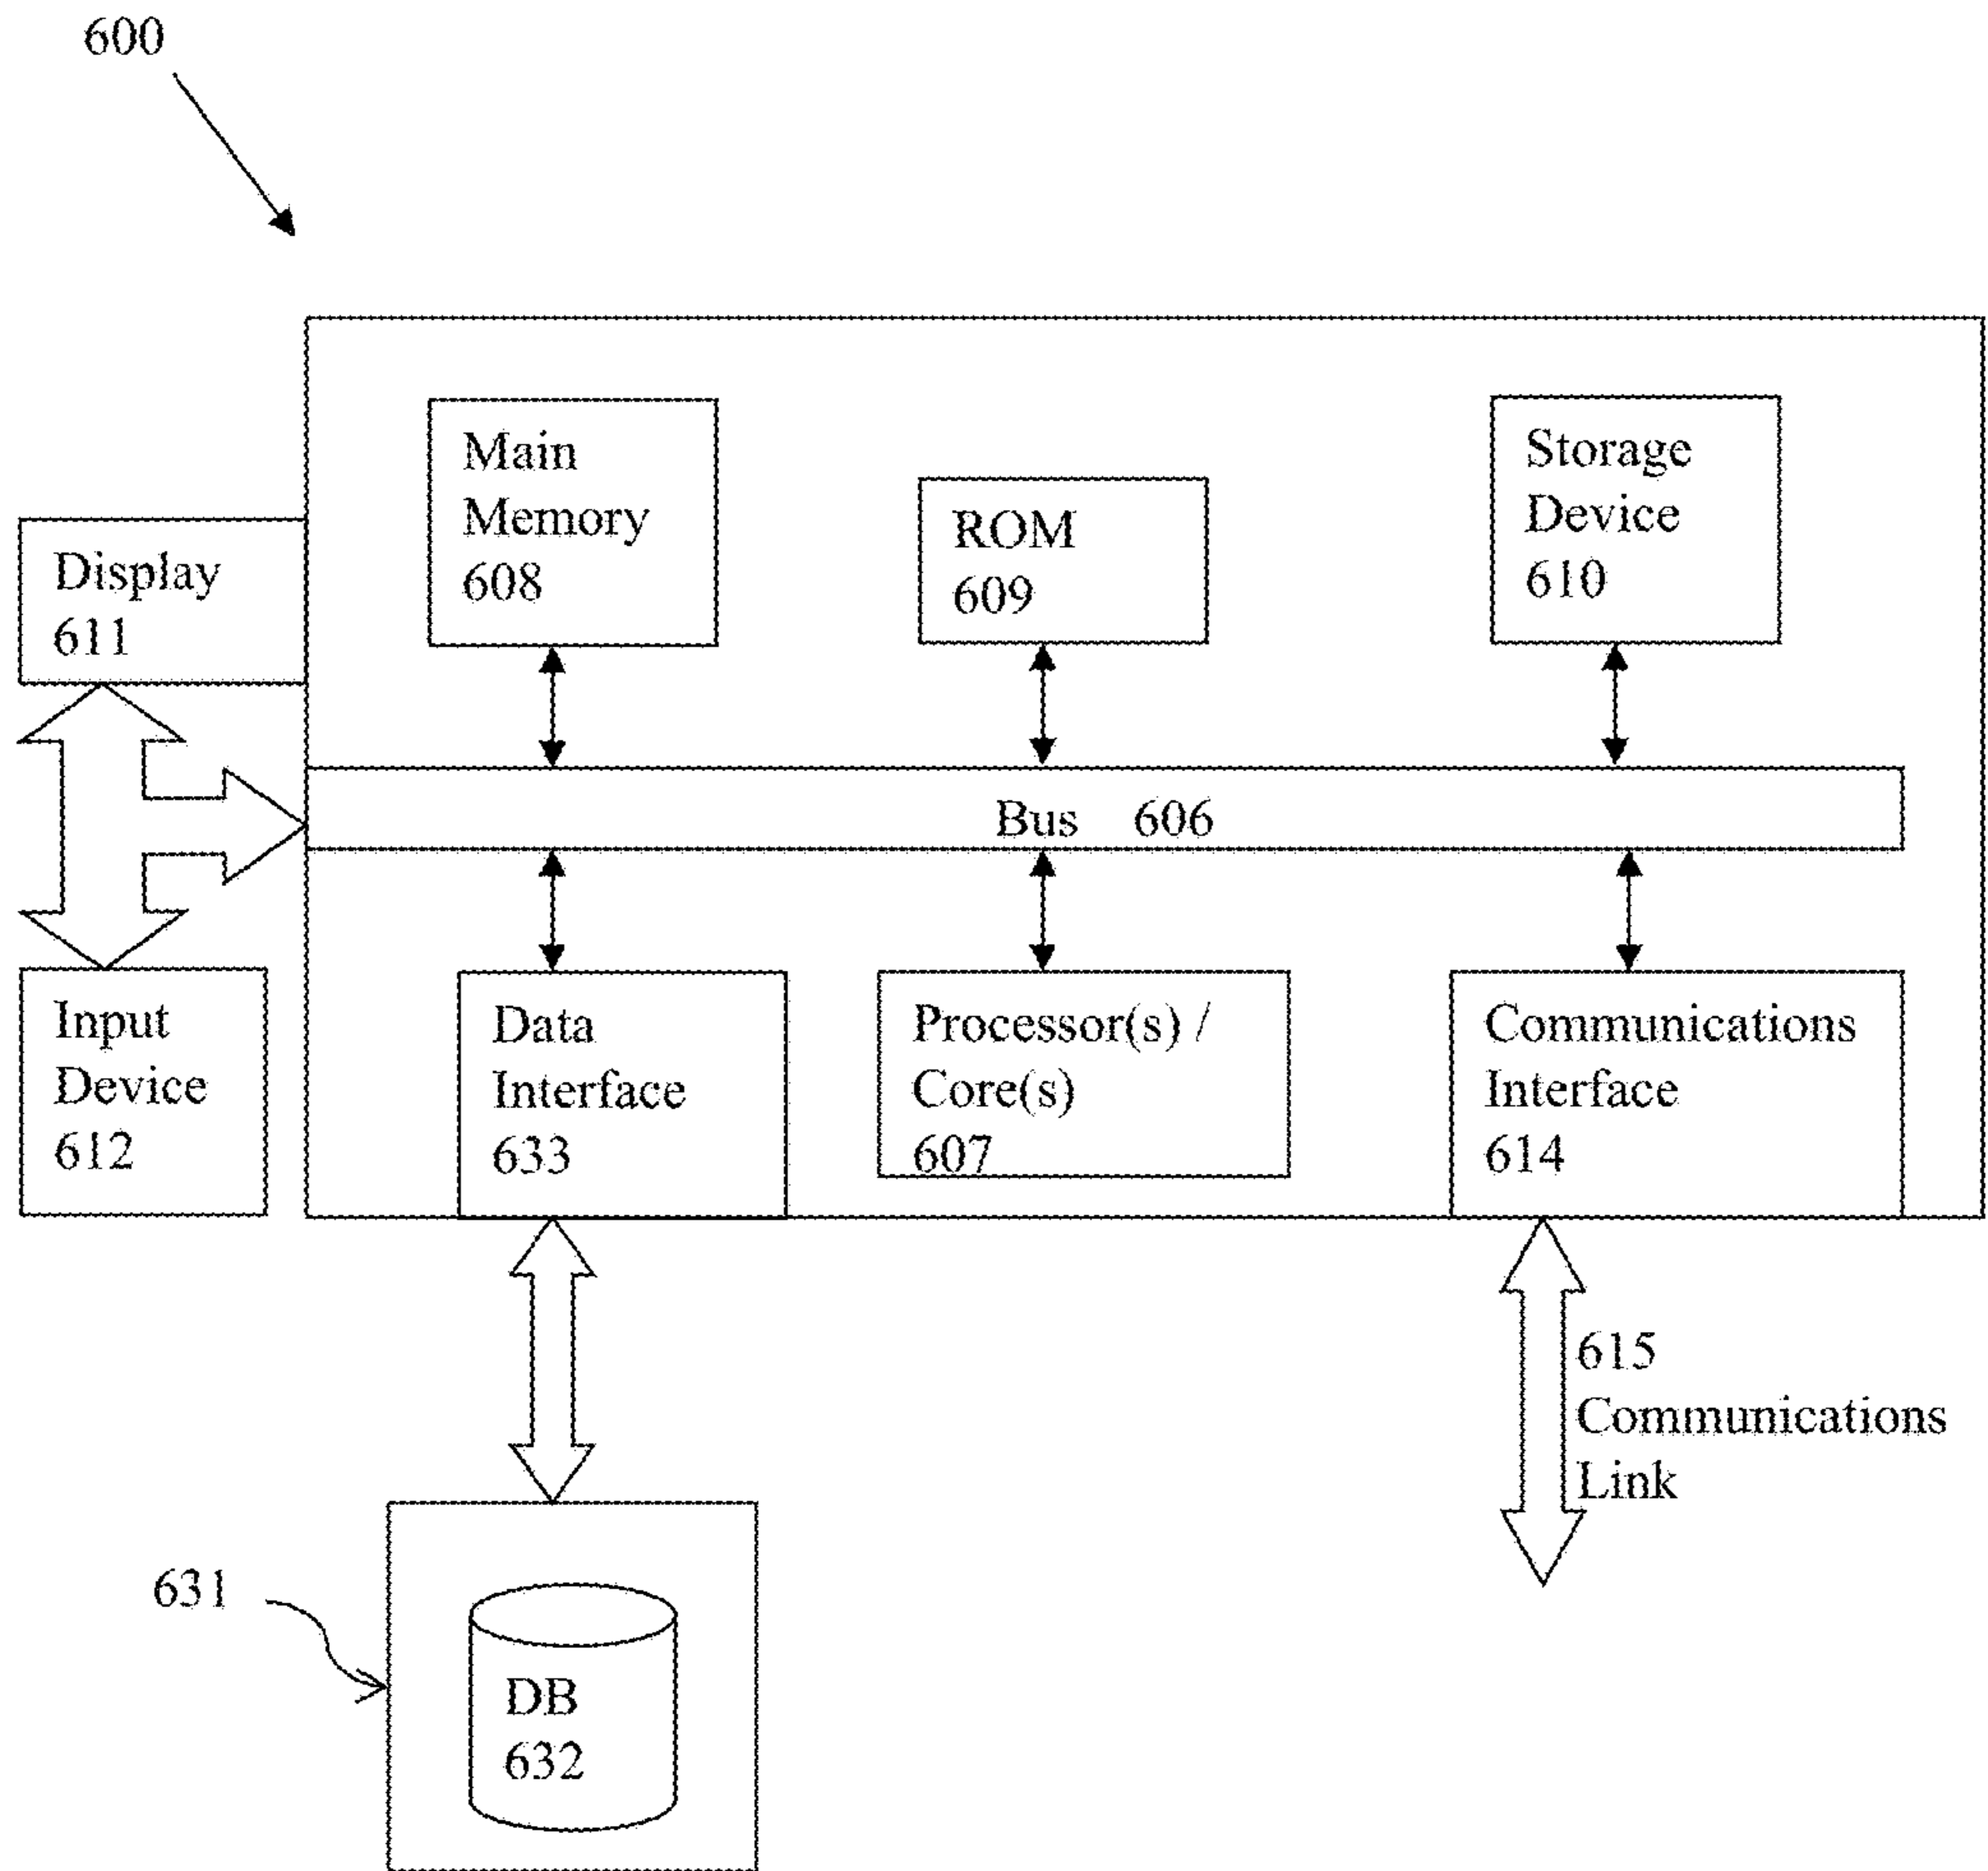 600
Main
Memory
608
ROM
609
Storage
Device
610
Display
611
Bus 606
Input
Device
612
Data
Interface
633
Processor(s) /
Core(s)
607
Communications
Interface
614
615
Communications
Link
631
DB
632